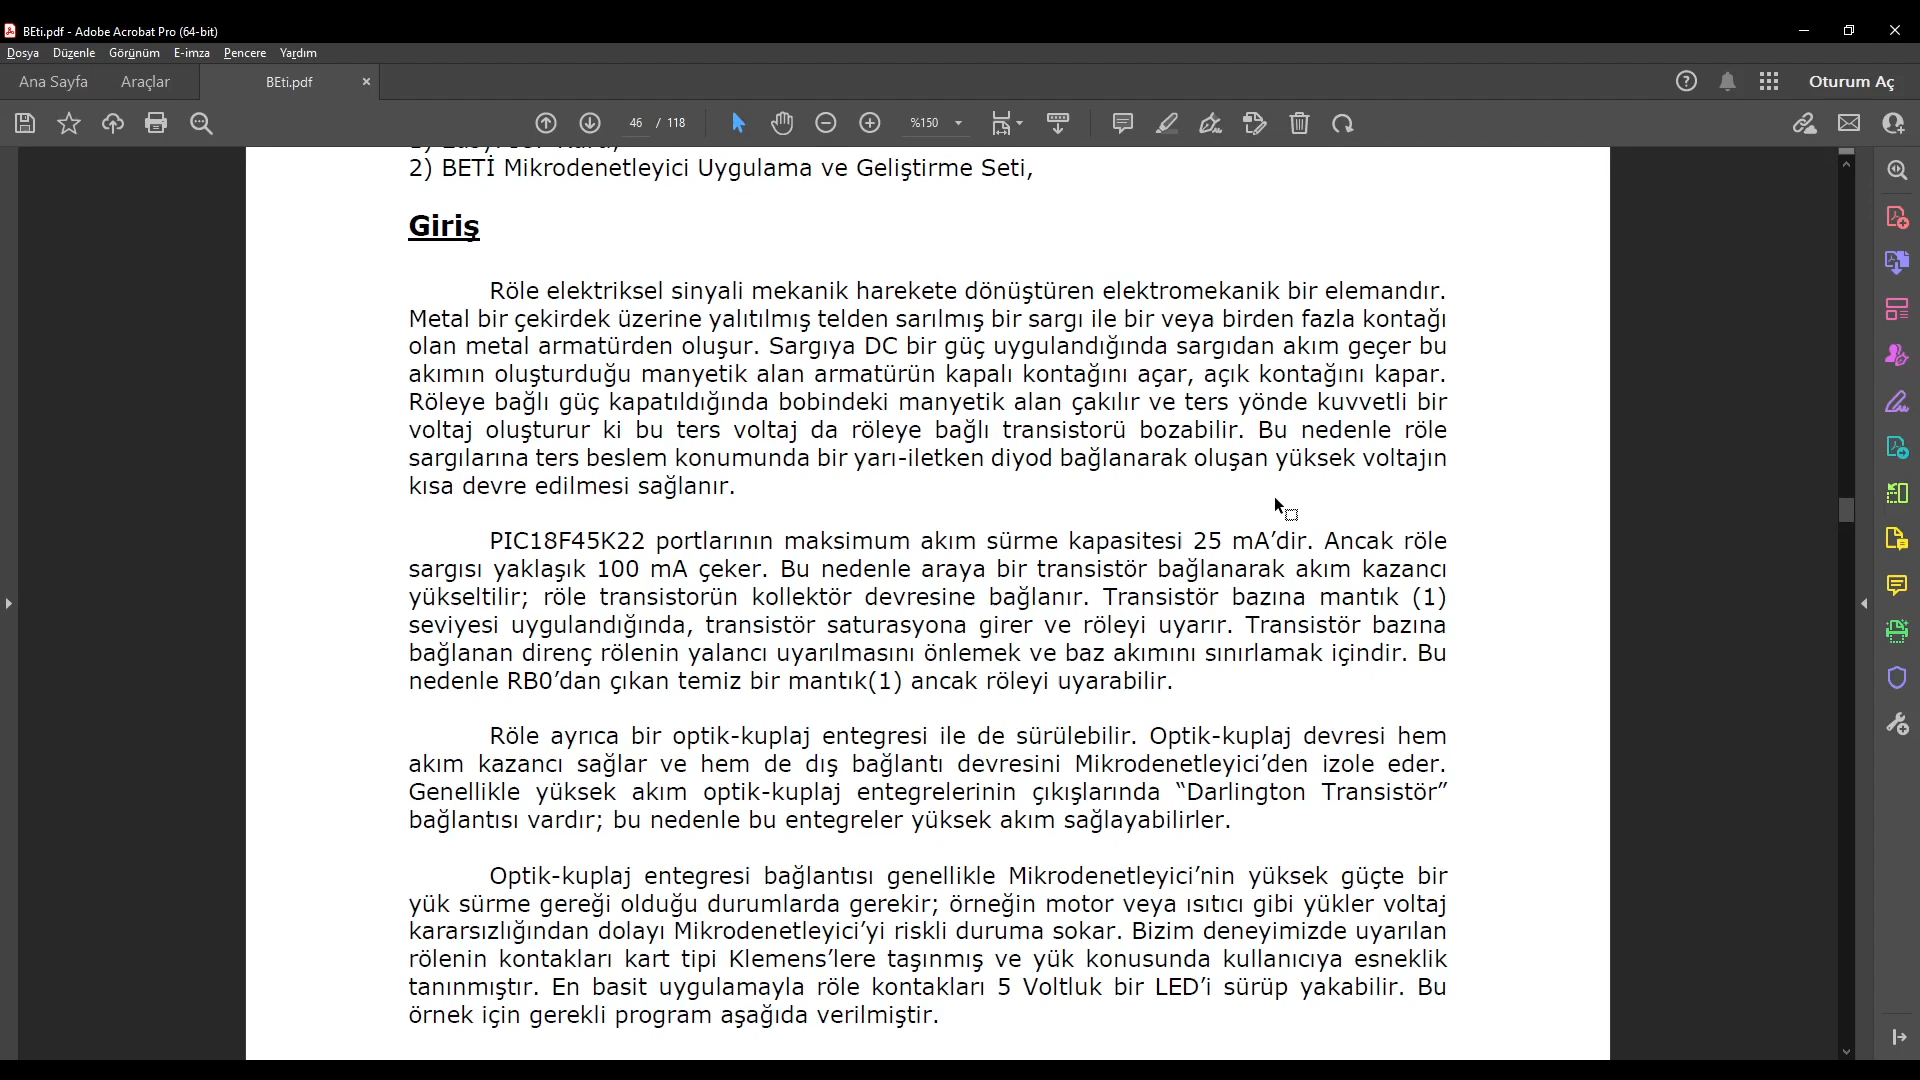 BEti.pdf - Adobe Acrobat Pro (64-bit)
Dosya Düzenle Görünüm E-imza Pencere Yardım
Ana Sayfa Araçlar BEti.pdf Oturum Aç
46 / 118 %150
2) BETİ Mikrodenetleyici Uygulama ve Geliştirme Seti,
Giriş
Röle elektriksel sinyali mekanik harekete dönüştüren elektromekanik bir elemandır.
Metal bir çekirdek üzerine yalıtılmış telden sarılmış bir sargı ile bir veya birden fazla kontağı
olan metal armatürden oluşur. Sargıya DC bir güç uygulandığında sargıdan akım geçer bu
akımın oluşturduğu manyetik alan armatürün kapalı kontağını açar, açık kontağını kapar.
Röleye bağlı güç kapatıldığında bobindeki manyetik alan çakılır ve ters yönde kuvvetli bir
voltaj oluşturur ki bu ters voltaj da röleye bağlı transistorü bozabilir. Bu nedenle röle
sargılarına ters beslem konumunda bir yarı-iletken diyod bağlanarak oluşan yüksek voltajın
kısa devre edilmesi sağlanır.
PIC18F45K22 portlarının maksimum akım sürme kapasitesi 25 mA’dir. Ancak röle
sargısı yaklaşık 100 mA çeker. Bu nedenle araya bir transistör bağlanarak akım kazancı
yükseltilir; röle transistorün kollektör devresine bağlanır. Transistör bazına mantık (1)
seviyesi uygulandığında, transistör saturasyona girer ve röleyi uyarır. Transistör bazına
bağlanan direnç rölenin yalancı uyarılmasını önlemek ve baz akımını sınırlamak içindir. Bu
nedenle RB0’dan çıkan temiz bir mantık(1) ancak röleyi uyarabilir.
Röle ayrıca bir optik-kuplaj entegresi ile de sürülebilir. Optik-kuplaj devresi hem
akım kazancı sağlar ve hem de dış bağlantı devresini Mikrodenetleyici’den izole eder.
Genellikle yüksek akım optik-kuplaj entegrelerinin çıkışlarında “Darlington Transistör”
bağlantısı vardır; bu nedenle bu entegreler yüksek akım sağlayabilirler.
Optik-kuplaj entegresi bağlantısı genellikle Mikrodenetleyici’nin yüksek güçte bir
yük sürme gereği olduğu durumlarda gerekir; örneğin motor veya ısıtıcı gibi yükler voltaj
kararsızlığından dolayı Mikrodenetleyici’yi riskli duruma sokar. Bizim deneyimizde uyarılan
rölenin kontakları kart tipi Klemens’lere taşınmış ve yük konusunda kullanıcıya esneklik
tanınmıştır. En basit uygulamayla röle kontakları 5 Voltluk bir LED’i sürüp yakabilir. Bu
örnek için gerekli program aşağıda verilmiştir.